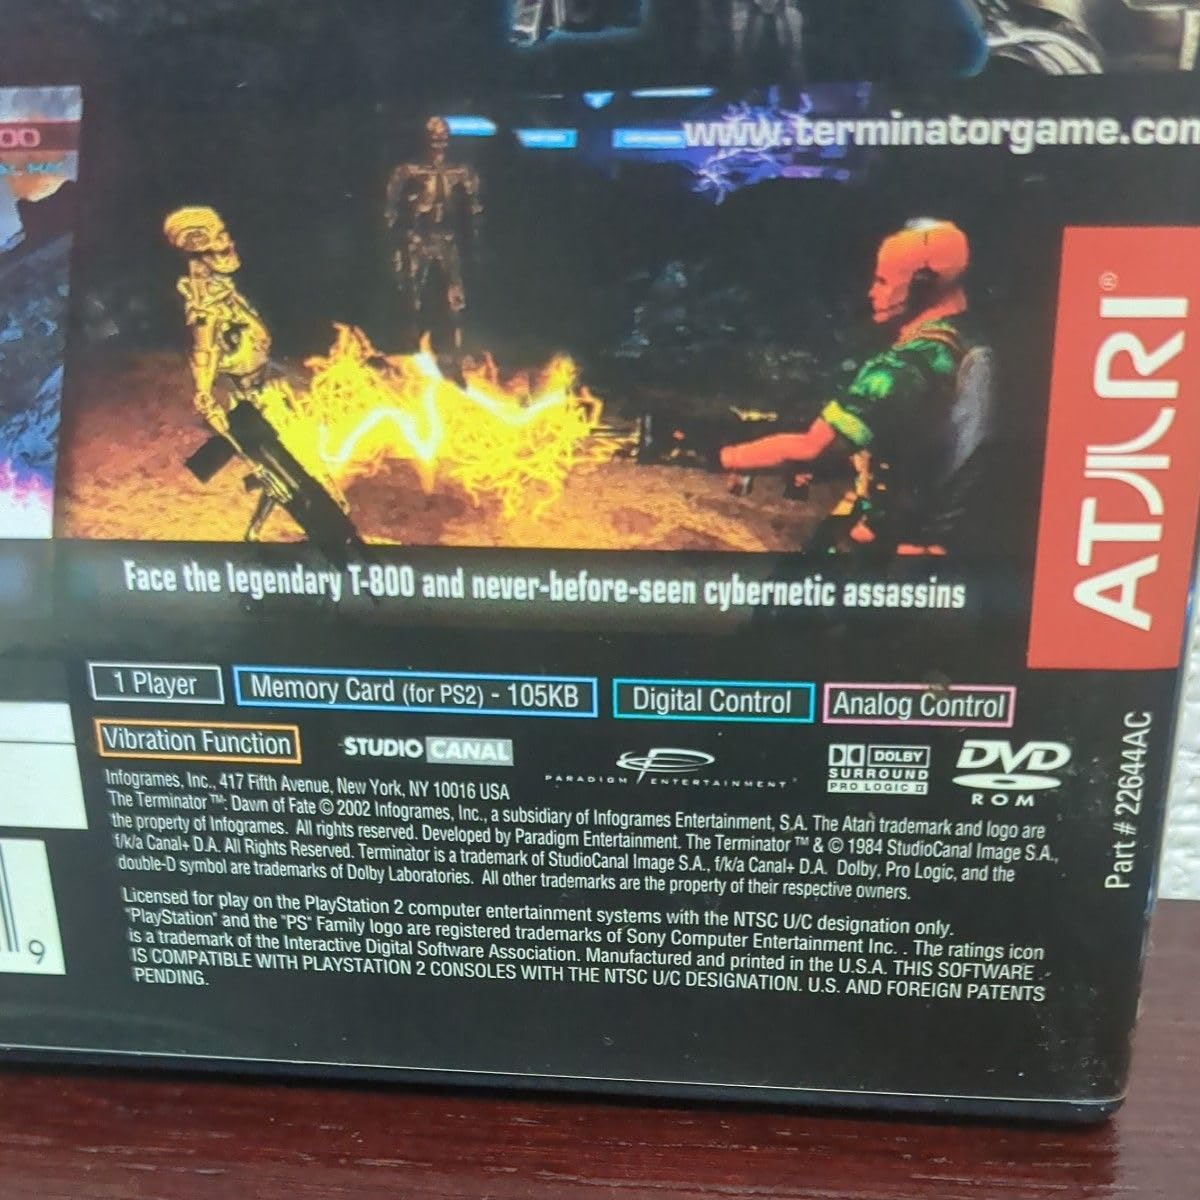 00
www.terminatorgame.com
ATARI®
Face the legendary T-800 and never-before-seen cybernetic assassins
1 Player
Memory Card (for PS2) - 105KB
Digital Control
Analog Control
Vibration Function
STUDIO CANAL
PARADIGM ENTERTAINMENT
DOLBY
SURROUND
PRO LOGIC II
DVD
ROM
Part # 22644AC
Infogrames, Inc., 417 Fifth Avenue, New York, NY 10016 USA
The Terminator™: Dawn of Fate © 2002 Infogrames, Inc., a subsidiary of Infogrames Entertainment, S.A. The Atari trademark and logo are
the property of Infogrames. All rights reserved. Developed by Paradigm Entertainment. The Terminator™ & © 1984 StudioCanal Image S.A.,
f/k/a Canal+ D.A. All Rights Reserved. Terminator is a trademark of StudioCanal Image S.A., f/k/a Canal+ D.A. Dolby, Pro Logic, and the
double-D symbol are trademarks of Dolby Laboratories. All other trademarks are the property of their respective owners.
Licensed for play on the PlayStation 2 computer entertainment systems with the NTSC U/C designation only.
"PlayStation" and the "PS" Family logo are registered trademarks of Sony Computer Entertainment Inc. . The ratings icon
is a trademark of the Interactive Digital Software Association. Manufactured and printed in the U.S.A. THIS SOFTWARE
IS COMPATIBLE WITH PLAYSTATION 2 CONSOLES WITH THE NTSC U/C DESIGNATION. U.S. AND FOREIGN PATENTS
PENDING.
9